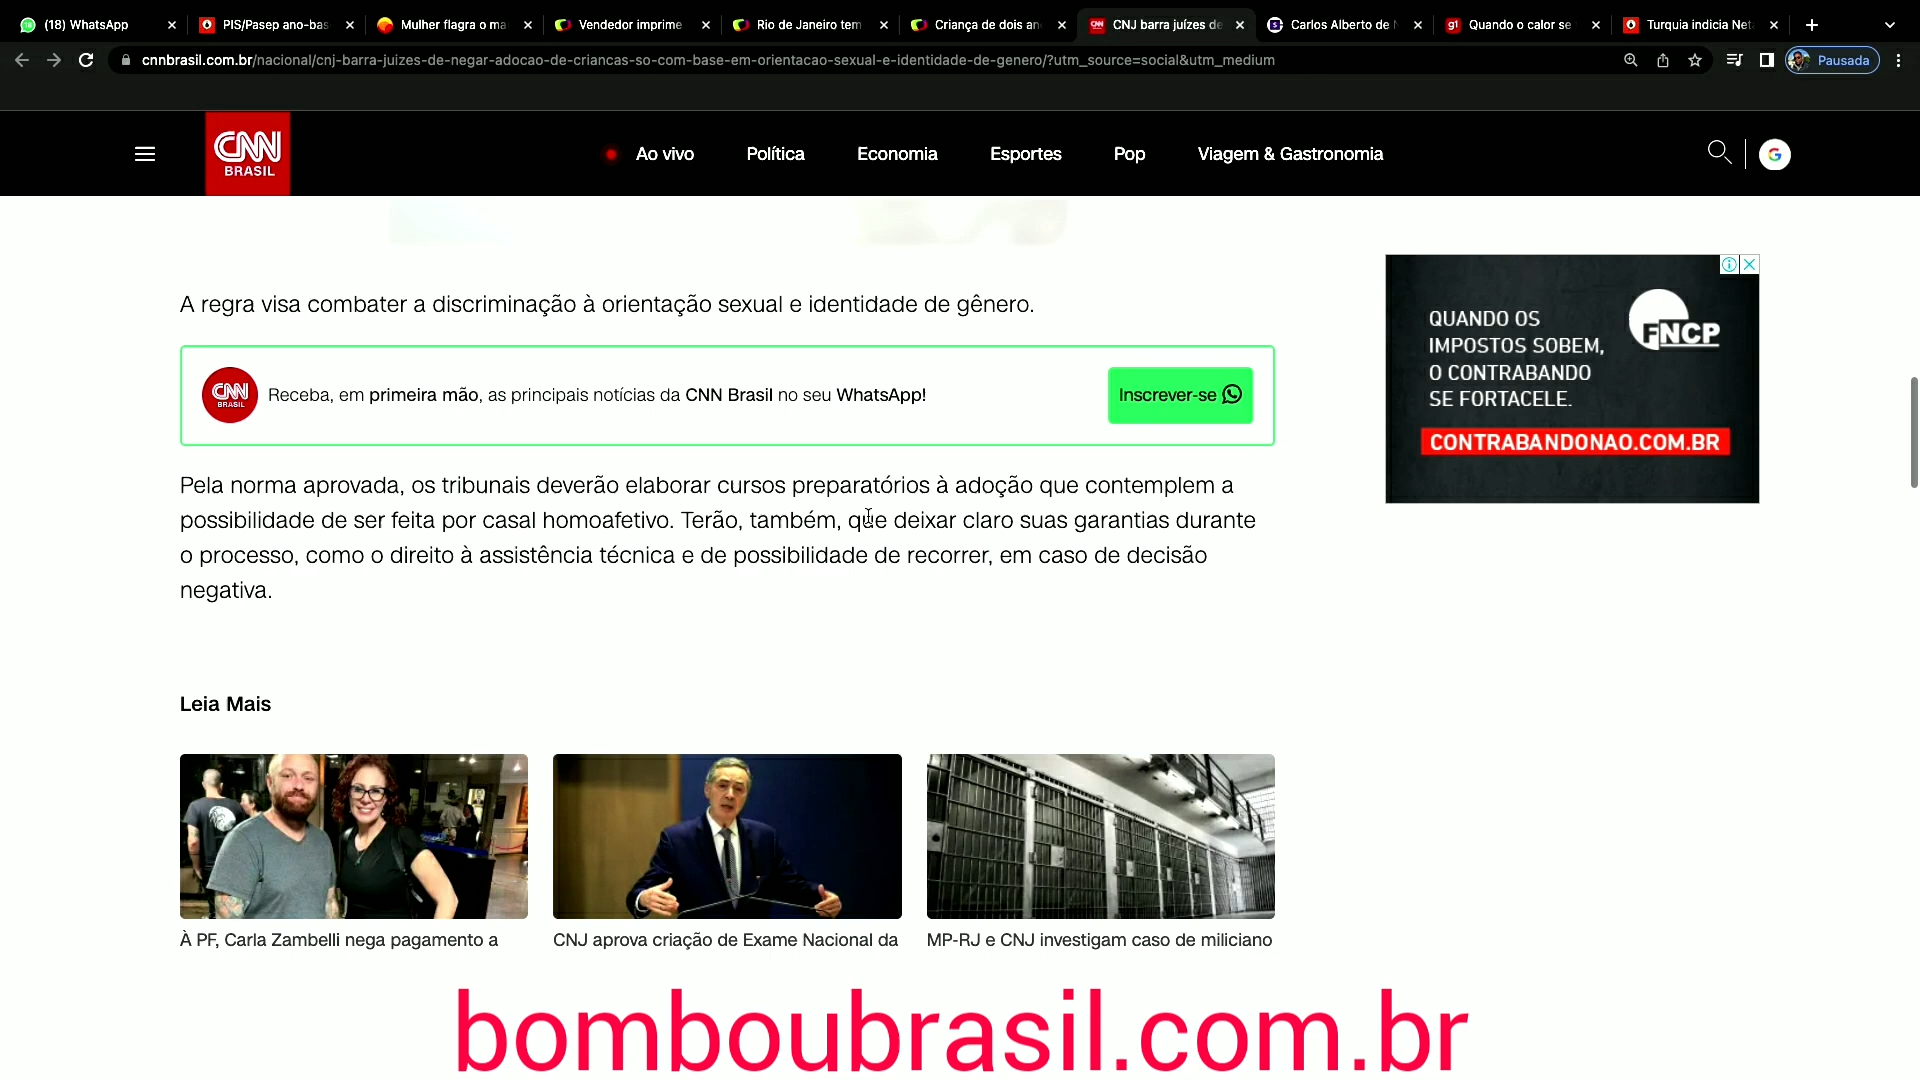 (18) WhatsApp
PIS/Pasep ano-bas
Mulher flagra o ma
Vendedor imprime
Rio de Janeiro tem
Criança de dois an
CNJ barra juízes de
Carlos Alberto de N
Quando o calor se
Turquia indicia Net
cnnbrasil.com.br/nacional/cnj-barra-juizes-de-negar-adocao-de-criancas-so-com-base-em-orientacao-sexual-e-identidade-de-genero/?utm_source=social&utm_medium
Pausada
CNN
BRASIL
Ao vivo
Política
Economia
Esportes
Pop
Viagem & Gastronomia
A regra visa combater a discriminação à orientação sexual e identidade de gênero.
CNN
BRASIL
Receba, em primeira mão, as principais notícias da CNN Brasil no seu WhatsApp!
Inscrever-se
Pela norma aprovada, os tribunais deverão elaborar cursos preparatórios à adoção que contemplem a
possibilidade de ser feita por casal homoafetivo. Terão, também, que deixar claro suas garantias durante
o processo, como o direito à assistência técnica e de possibilidade de recorrer, em caso de decisão
negativa.
QUANDO OS
IMPOSTOS SOBEM,
O CONTRABANDO
SE FORTACELE.
FNCP
CONTRABANDONAO.COM.BR
Leia Mais
À PF, Carla Zambelli nega pagamento a
CNJ aprova criação de Exame Nacional da
MP-RJ e CNJ investigam caso de miliciano
bomboubrasil.com.br